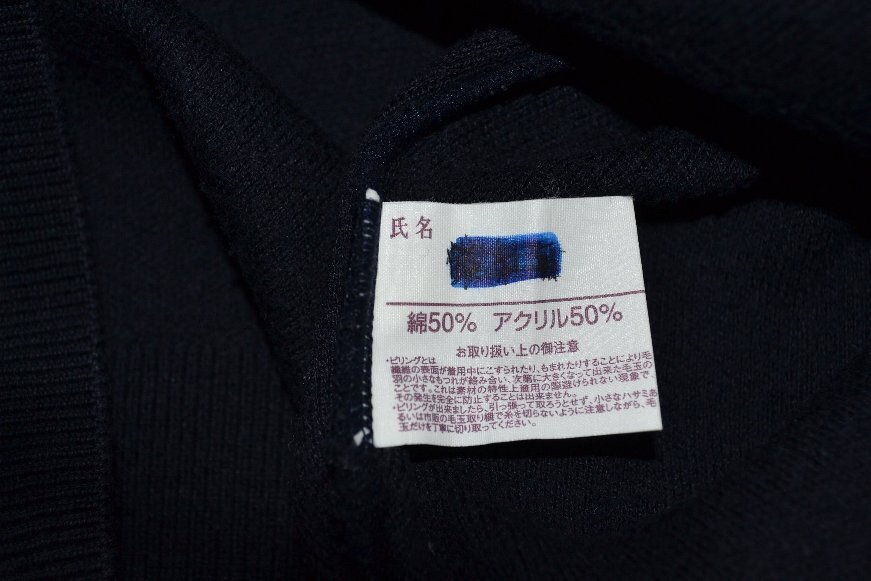 氏名
綿50% アクリル50%
お取り扱い上の御注意
・ピリングとは
繊維の表面が着用中にこすられたり、もまれたりすることにより毛
羽の小さなもつれが絡み合い、次第に大きくなって出来た毛玉の
ことです。これは素材の特性上着用の際避けられない現象で
その発生を完全に防止することは出来ません。
・ピリングが出来ましたら、引っ張って取ろうとせず、小さなハサミあ
るいは市販の毛玉取り網で糸を切らないように注意しながら、毛
玉だけを丁寧に切り取ってください。